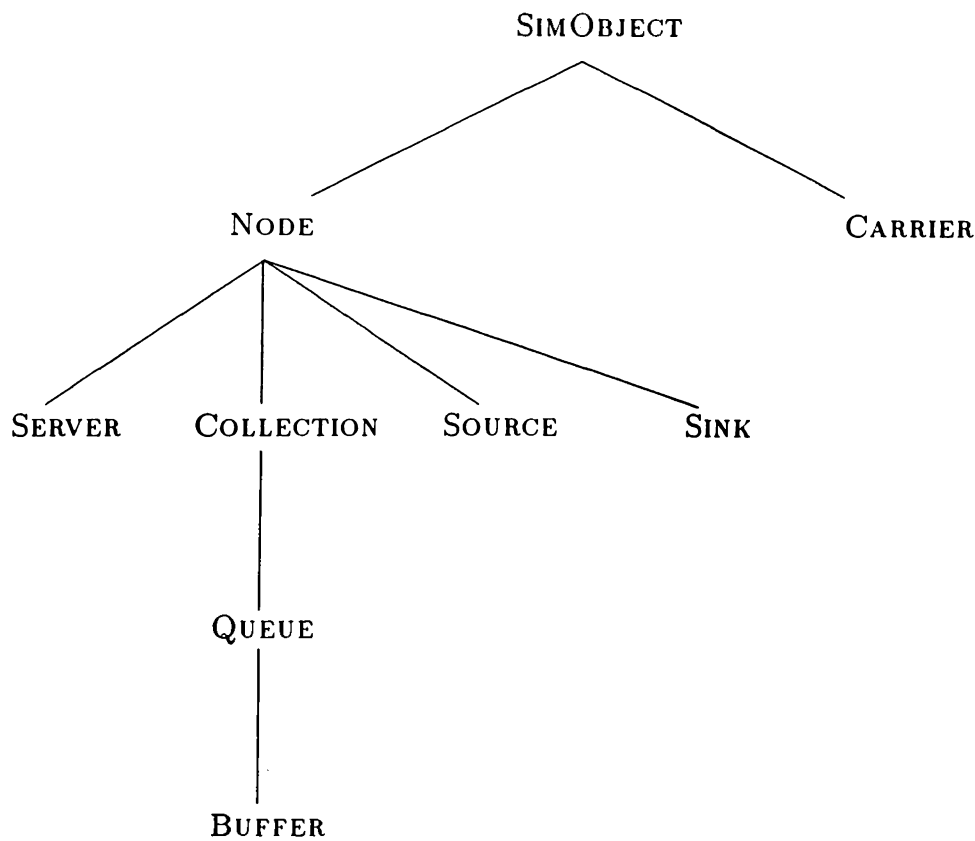 SIMOBJECT
NODE
CARRIER
SERVER
COLLECTION
SOURCE
SINK
QUEUE
BUFFER